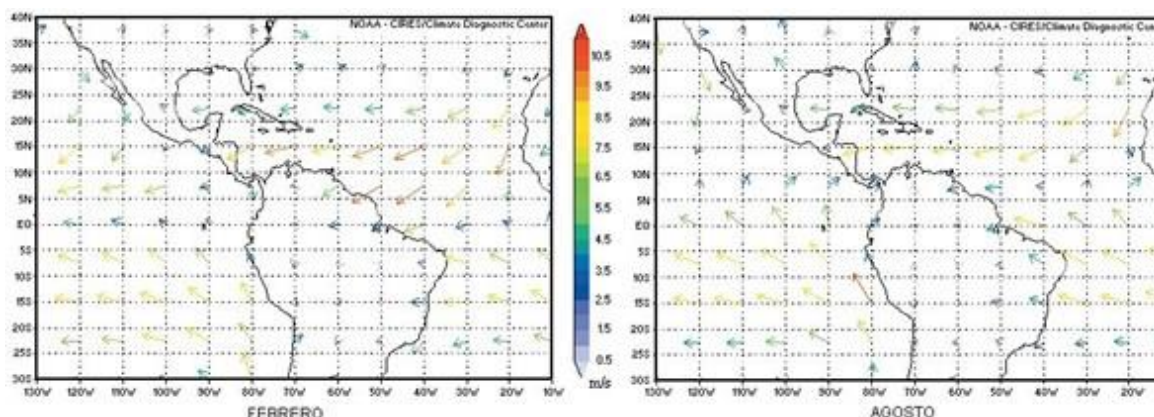 NOAA - CIRES/Climate Diagnostic Center
40N
35N
30N
25N
20N
15N
10N
5N
EQ
5S
10S
15S
20S
25S
30S
130W 120W 110W 100W 90W 80W 70W 60W 50W 40W 30W 20W 10W
FEBRERO
10.5
9.5
8.5
7.5
6.5
5.5
4.5
3.5
2.5
1.5
0.5
m/s
NOAA - CIRES/Climate Diagnostic
40N
35N
30N
25N
20N
15N
10N
5N
EQ
5S
10S
15S
20S
25S
30S
130W 120W 110W 100W 90W 80W 70W 60W 50W 40W 30W 20W
AGOSTO